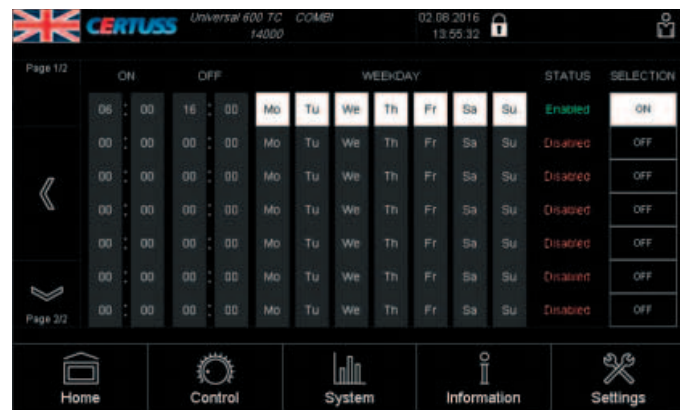 CERTUSS Universal 600 TC COMBI 02.08.2016
14000 13:55:32
Page 1/2 ON OFF WEEKDAY STATUS SELECTION
06 : 00 16 : 00 Mo Tu We Th Fr Sa Su Enabled ON
00 : 00 00 : 00 Mo Tu We Th Fr Sa Su Disabled OFF
00 : 00 00 : 00 Mo Tu We Th Fr Sa Su Disabled OFF
00 : 00 00 : 00 Mo Tu We Th Fr Sa Su Disabled OFF
00 : 00 00 : 00 Mo Tu We Th Fr Sa Su Disabled OFF
00 : 00 00 : 00 Mo Tu We Th Fr Sa Su Disabled OFF
00 : 00 00 : 00 Mo Tu We Th Fr Sa Su Disabled OFF
Page 2/2
Home Control System Information Settings